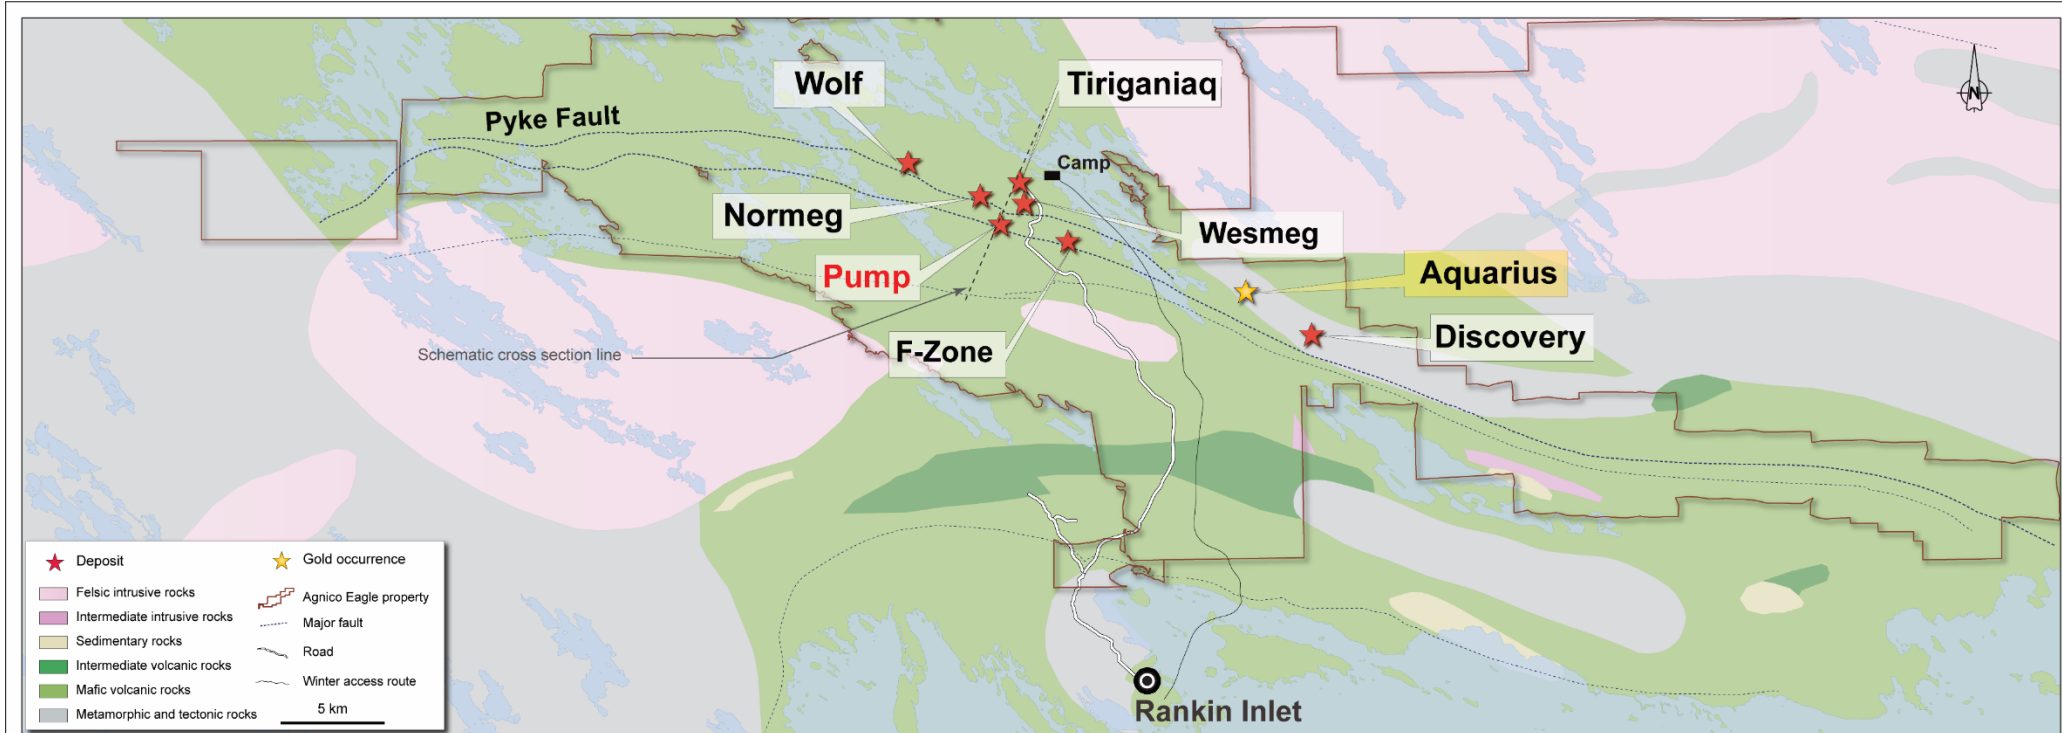 Wolf
Tiriganiaq
Pyke Fault
N
Camp
Normeg
Wesmeg
Pump
Aquarius
Discovery
F-Zone
Schematic cross section line
Deposit
Gold occurrence
Felsic intrusive rocks
Agnico Eagle property
Intermediate intrusive rocks
Major fault
Sedimentary rocks
Road
Intermediate volcanic rocks
Winter access route
Mafic volcanic rocks
Metamorphic and tectonic rocks
5 km
Rankin Inlet